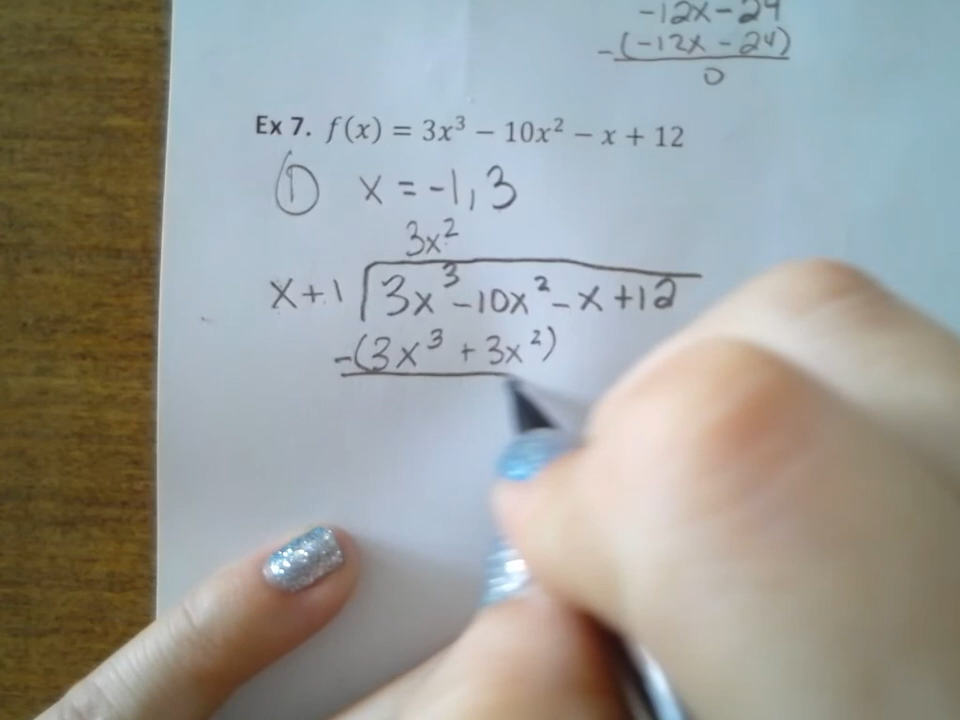 -12x-24
-(-12x - 24)
0
Ex 7. f(x) = 3x³ − 10x² − x + 12
① x = -1, 3
3x²
x+1 3x³-10x²-x+12
-(3x³ + 3x²)